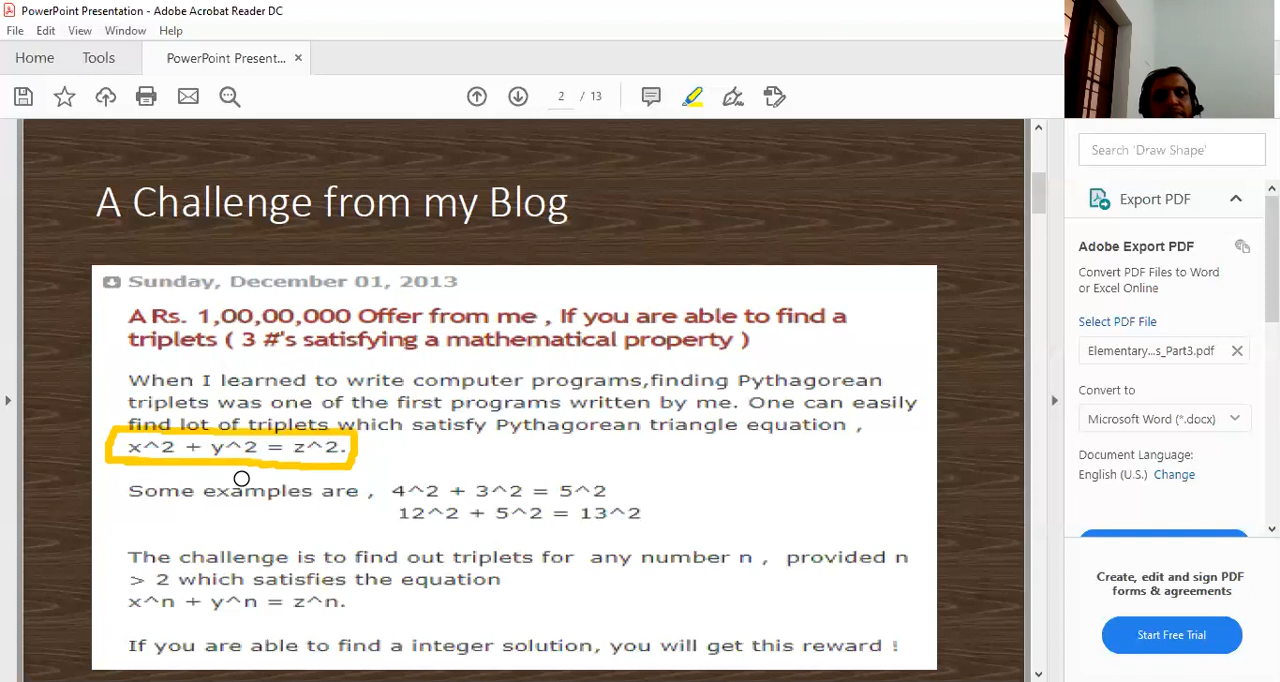 PowerPoint Presentation - Adobe Acrobat Reader DC
File Edit View Window Help
Home Tools PowerPoint Present... ×
2 / 13
Search 'Draw Shape'
Export PDF
Adobe Export PDF
Convert PDF Files to Word
or Excel Online
Select PDF File
Elementary...s_Part3.pdf
Convert to
Microsoft Word (*.docx)
Document Language:
English (U.S.) Change
Create, edit and sign PDF
forms & agreements
Start Free Trial
A Challenge from my Blog
Sunday, December 01, 2013
A Rs. 1,00,00,000 Offer from me , If you are able to find a
triplets ( 3 #'s satisfying a mathematical property )
When I learned to write computer programs,finding Pythagorean
triplets was one of the first programs written by me. One can easily
find lot of triplets which satisfy Pythagorean triangle equation ,
x^2 + y^2 = z^2.
Some examples are , 4^2 + 3^2 = 5^2
12^2 + 5^2 = 13^2
The challenge is to find out triplets for any number n , provided n
> 2 which satisfies the equation
x^n + y^n = z^n.
If you are able to find a integer solution, you will get this reward !